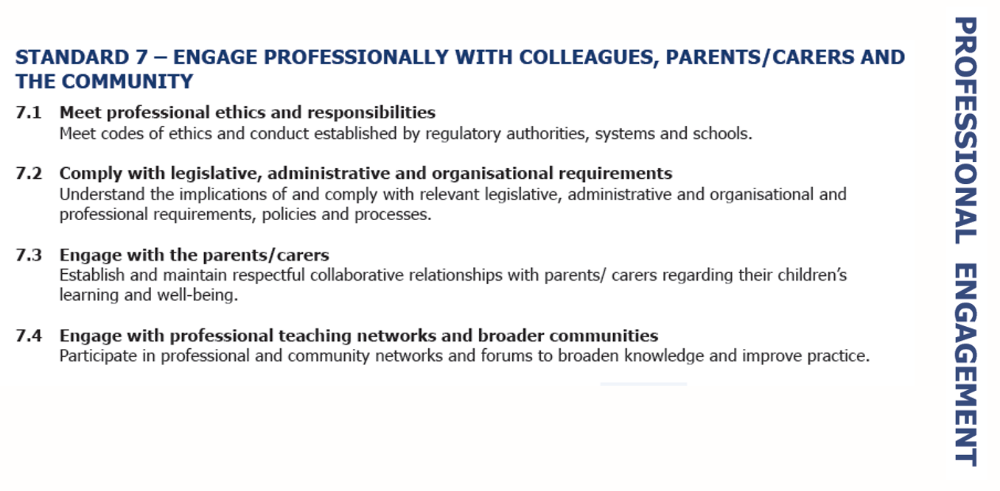 STANDARD 7 – ENGAGE PROFESSIONALLY WITH COLLEAGUES, PARENTS/CARERS AND
THE COMMUNITY
7.1 Meet professional ethics and responsibilities
Meet codes of ethics and conduct established by regulatory authorities, systems and schools.
7.2 Comply with legislative, administrative and organisational requirements
Understand the implications of and comply with relevant legislative, administrative and organisational and
professional requirements, policies and processes.
7.3 Engage with the parents/carers
Establish and maintain respectful collaborative relationships with parents/ carers regarding their children’s
learning and well-being.
7.4 Engage with professional teaching networks and broader communities
Participate in professional and community networks and forums to broaden knowledge and improve practice.
PROFESSIONAL ENGAGEMENT